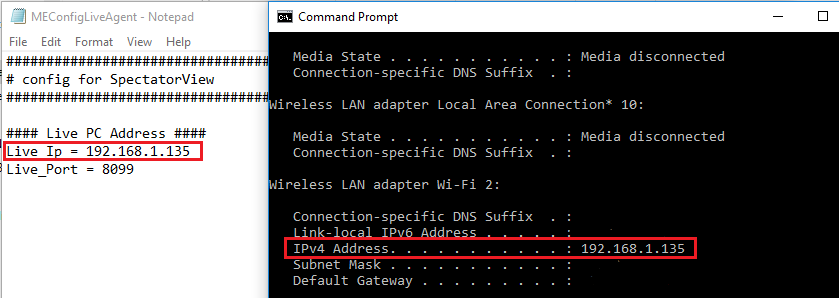 MEConfigLiveAgent - Notepad
File Edit Format View Help
##################################
# config for SpectatorView
##################################
#### Live PC Address ####
Live_Ip = 192.168.1.135
Live_Port = 8099
Command Prompt
Media State . . . . . . . . . . . : Media disconnected
Connection-specific DNS Suffix  . :
Wireless LAN adapter Local Area Connection* 10:
Media State . . . . . . . . . . . : Media disconnected
Connection-specific DNS Suffix  . :
Wireless LAN adapter Wi-Fi 2:
Connection-specific DNS Suffix  . :
Link-local IPv6 Address . . . . . :
IPv4 Address. . . . . . . . . . . : 192.168.1.135
Subnet Mask . . . . . . . . . . . :
Default Gateway . . . . . . . . . :